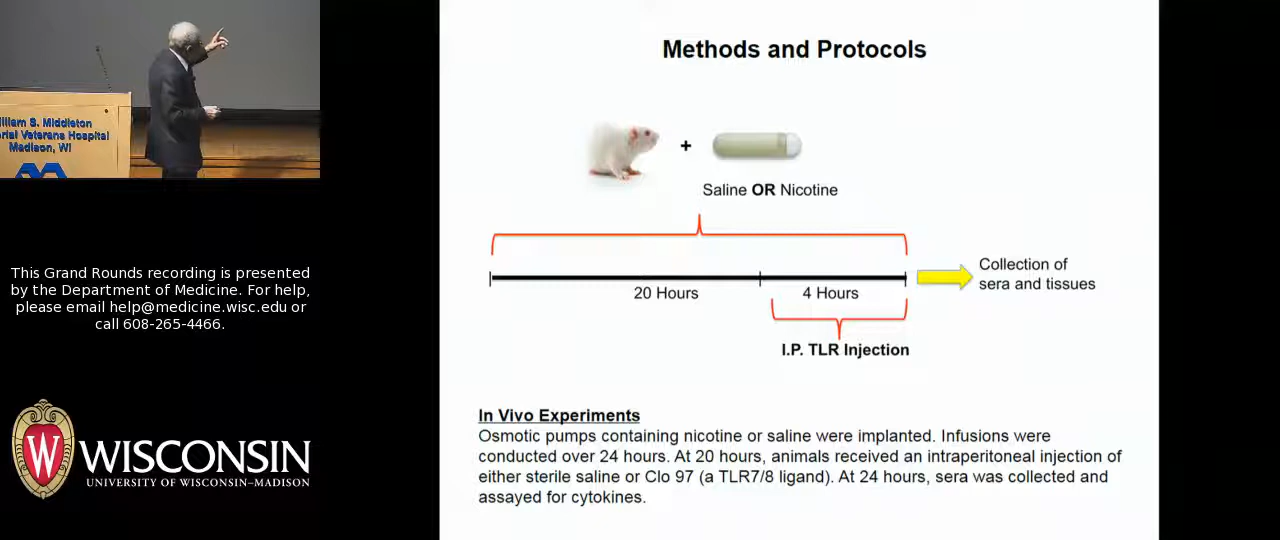 lliam S. Middleton
rial Veterans Hospital
Madison, WI
This Grand Rounds recording is presented
by the Department of Medicine. For help,
please email help@medicine.wisc.edu or
call 608-265-4466.
W
WISCONSIN
UNIVERSITY OF WISCONSIN–MADISON
Methods and Protocols
+
Saline OR Nicotine
20 Hours
4 Hours
Collection of
sera and tissues
I.P. TLR Injection
In Vivo Experiments
Osmotic pumps containing nicotine or saline were implanted. Infusions were
conducted over 24 hours. At 20 hours, animals received an intraperitoneal injection of
either sterile saline or Clo 97 (a TLR7/8 ligand). At 24 hours, sera was collected and
assayed for cytokines.